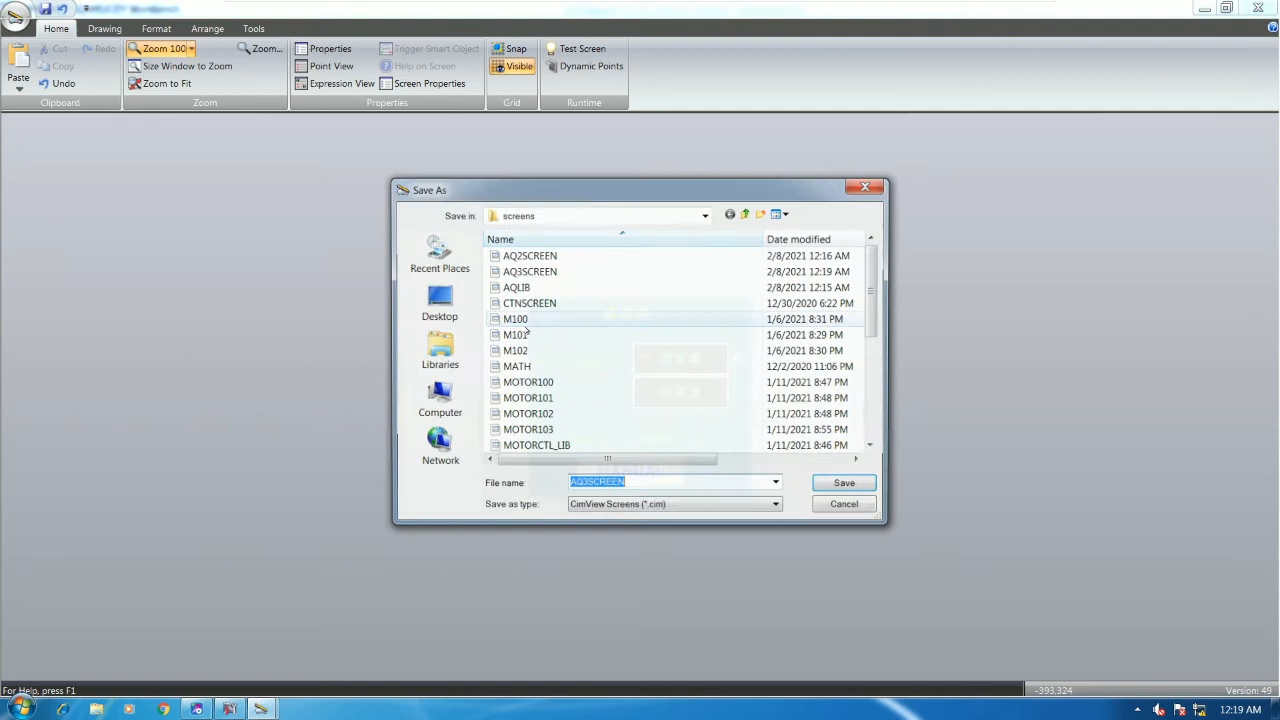 Home Drawing Format Arrange Tools
Paste Cut Redo Zoom 100 Zoom... Properties Trigger Smart Object Snap Test Screen
Copy Size Window to Zoom Point View Help on Screen Visible Dynamic Points
Undo Zoom to Fit Expression View Screen Properties
Clipboard Zoom Properties Grid Runtime
Save As
Save in: screens
Name Date modified
AQ2SCREEN 2/8/2021 12:16 AM
AQ3SCREEN 2/8/2021 12:19 AM
AQLIB 2/8/2021 12:15 AM
CTNSCREEN 12/30/2020 6:22 PM
M100 1/6/2021 8:31 PM
M101 1/6/2021 8:29 PM
M102 1/6/2021 8:30 PM
MATH 12/2/2020 11:06 PM
MOTOR100 1/11/2021 8:47 PM
MOTOR101 1/11/2021 8:48 PM
MOTOR102 1/11/2021 8:48 PM
MOTOR103 1/11/2021 8:55 PM
MOTORCTL_LIB 1/11/2021 8:46 PM
Recent Places
Desktop
Libraries
Computer
Network
File name: AQ3SCREEN Save
Save as type: CimView Screens (*.cim) Cancel
For Help, press F1 -393,324 Version: 49
12:19 AM